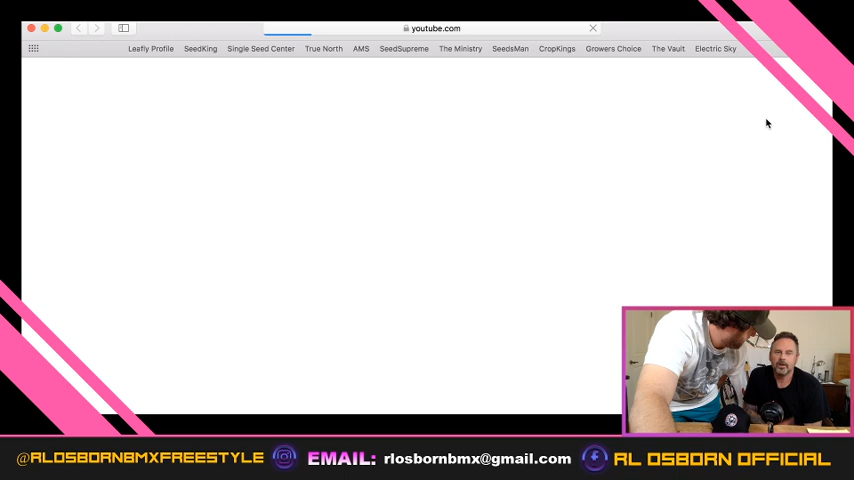 youtube.com
Leafly Profile SeedKing Single Seed Center True North AMS SeedSupreme The Ministry SeedsMan CropKings Growers Choice The Vault Electric Sky
@RLOSBORNBMXFREESTYLE EMAIL: rlosbornbmx@gmail.com RL OSBORN OFFICIAL